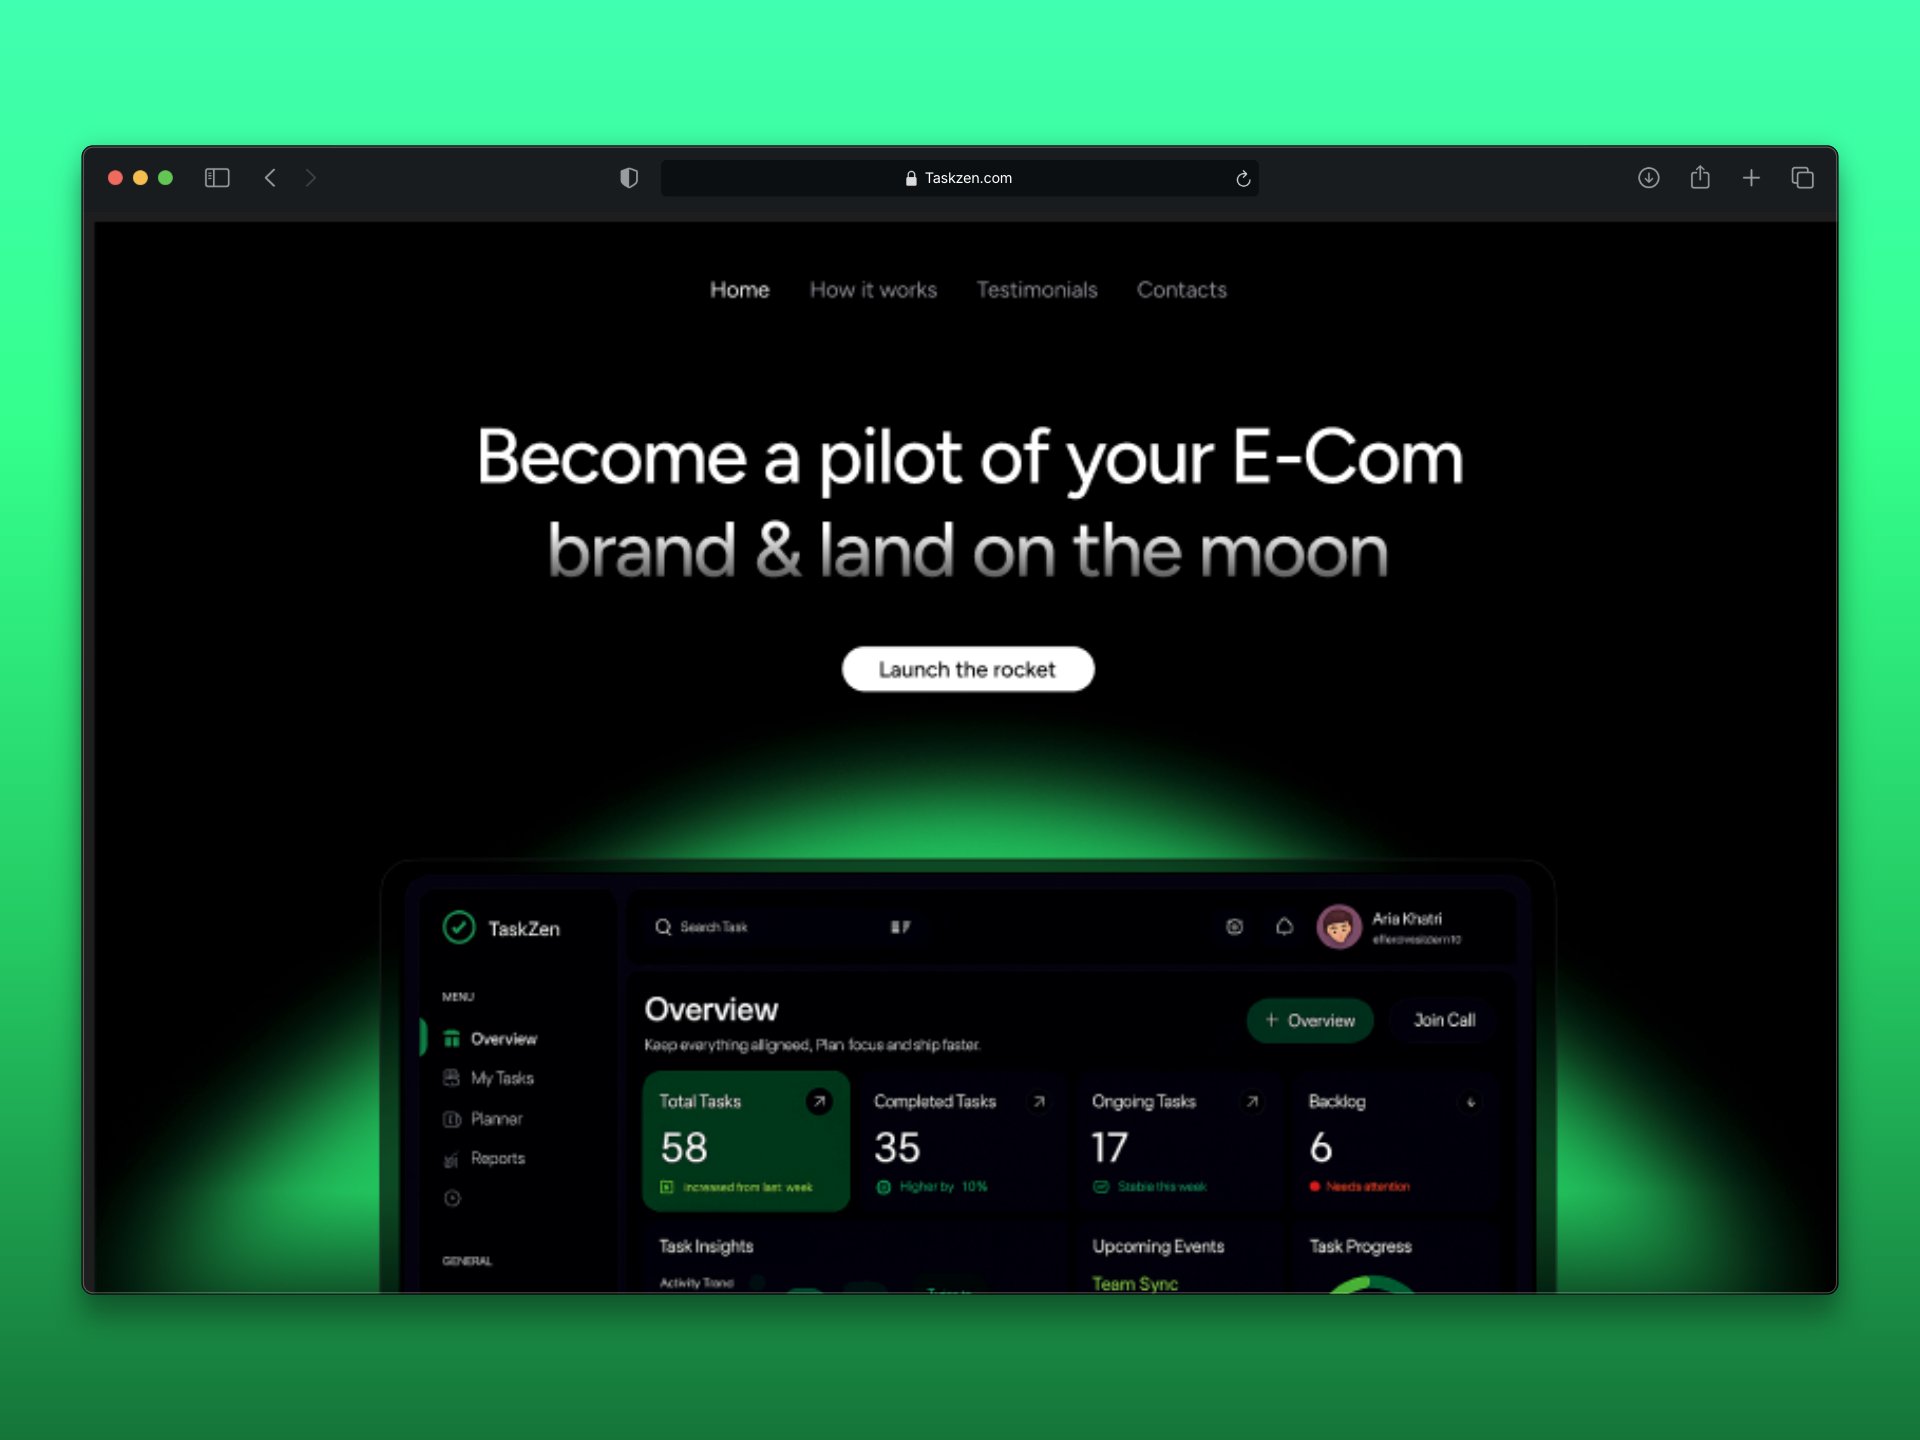 Taskzen.com
Home How it works Testimonials Contacts
Become a pilot of your E-Com
brand & land on the moon
Launch the rocket
TaskZen
Search Task
Aria Khatri
MENU
Overview
My Tasks
Planner
Reports
GENERAL
Overview
Keep everything alligneed, Plan focus and ship faster.
+ Overview
Join Call
Total Tasks
58
Increased from last week
Completed Tasks
35
Higher by 10%
Ongoing Tasks
17
Stable this week
Backlog
6
Needs attention
Task Insights
Activity Trend
Upcoming Events
Team Sync
Task Progress